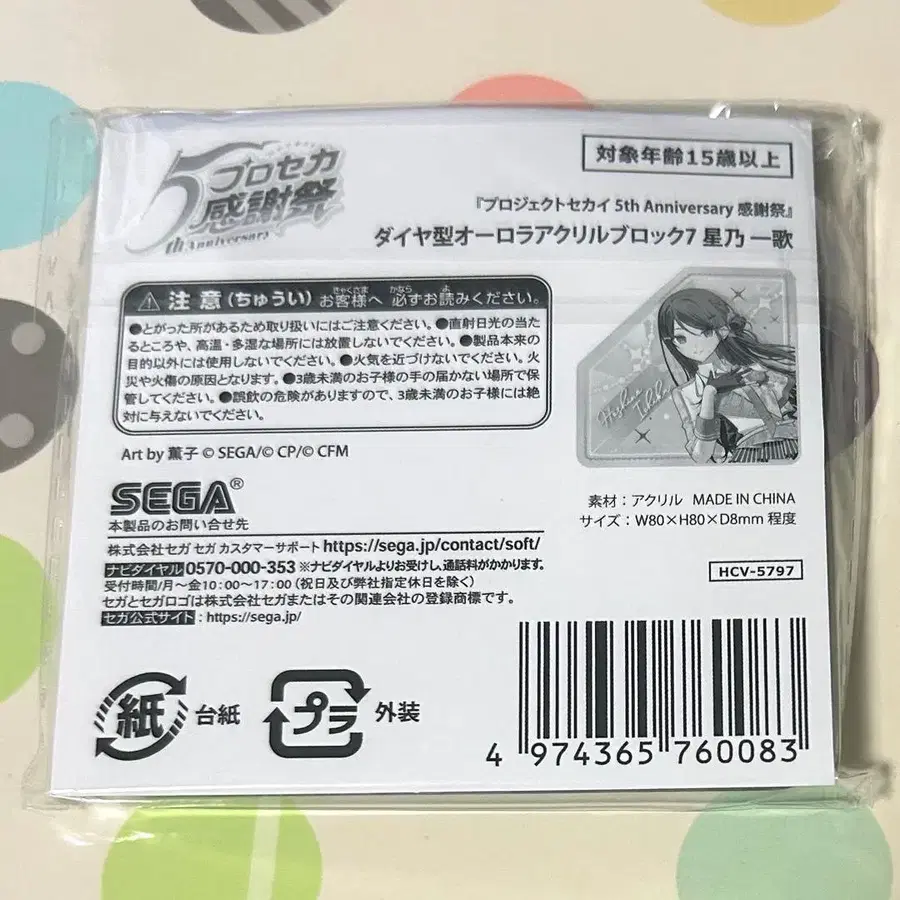 5th Anniversary
プロセカ
感謝祭
対象年齢15歳以上
『プロジェクトセカイ 5th Anniversary 感謝祭』
ダイヤ型オーロラアクリルブロック7 星乃 一歌
注意(ちゅうい) お客様へ 必ずお読みください。
きゃくさま かなら よ
●とがった所があるため取り扱いにはご注意ください。●直射日光の当た
るところや、高温・多湿な場所には放置しないでください。●製品本来の
目的以外には使用しないでください。●火気を近づけないでください。火
災や火傷の原因となります。●3歳未満のお子様の手の届かない場所で保
管してください。●誤飲の危険がありますので、3歳未満のお子様には絶
対に与えないでください。
Hoshino
Ichika
Art by 薫子 © SEGA/© CP/© CFM
SEGA®
本製品のお問い合せ先
株式会社セガ セガ カスタマーサポート https://sega.jp/contact/soft/
ナビダイヤル 0570-000-353 ※ナビダイヤルよりお受けし、通話料がかかります。
受付時間/月~金10:00~17:00(祝日及び弊社指定休日を除く)
セガとセガロゴは株式会社セガまたはその関連会社の登録商標です。
セガ公式サイト:https://sega.jp/
素材:アクリル MADE IN CHINA
サイズ:W80×H80×D8mm 程度
HCV-5797
紙 台紙
プラ 外装
4 974365 760083